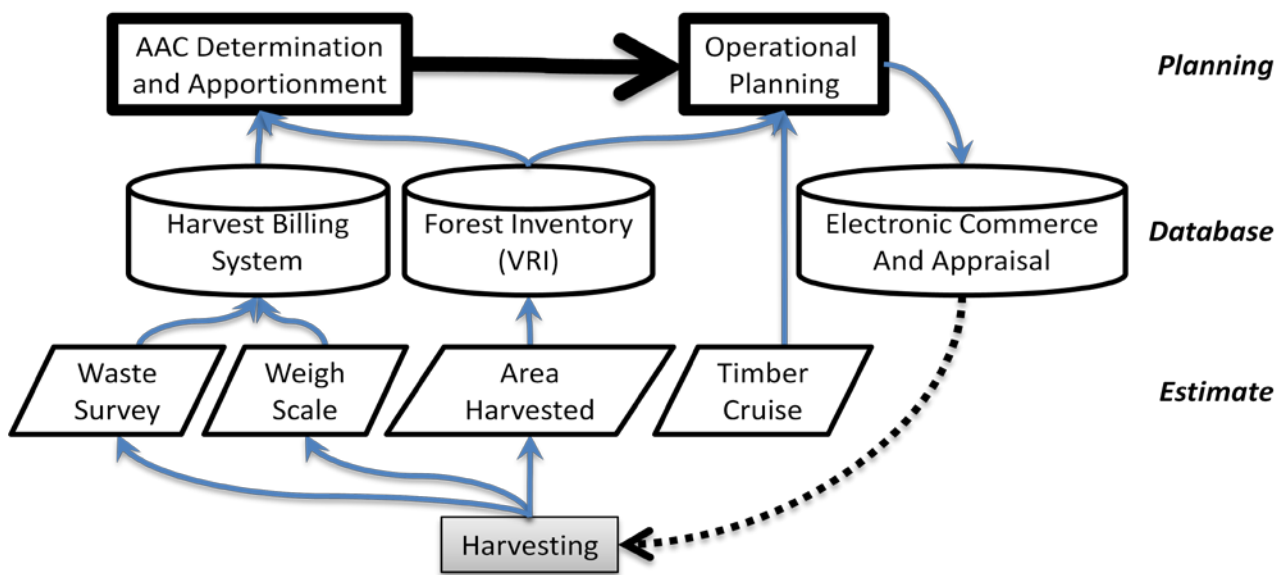 AAC Determination
and Apportionment
Operational
Planning
Planning
Harvest Billing
System
Forest Inventory
(VRI)
Electronic Commerce
And Appraisal
Database
Waste
Survey
Weigh
Scale
Area
Harvested
Timber
Cruise
Estimate
Harvesting